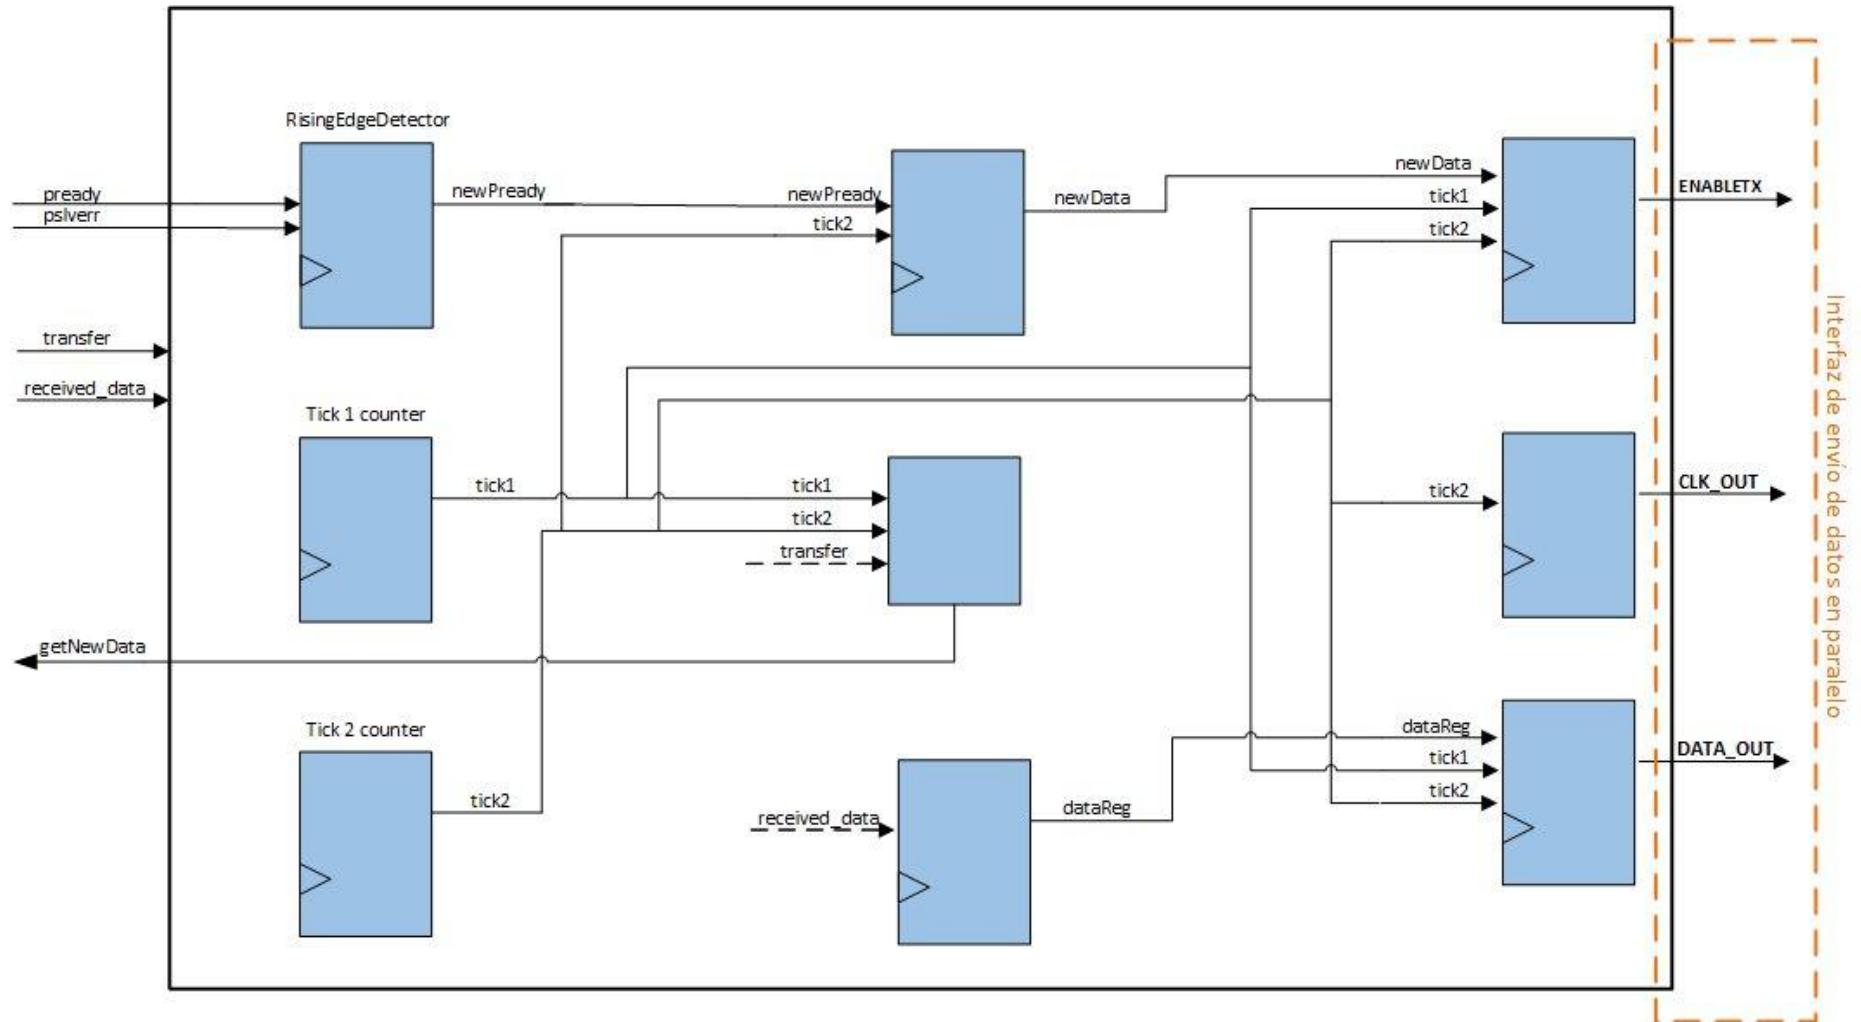 RisingEdgeDetector
pready
pslverr
newPready
newPready
tick2
newData
newData
tick1
tick2
ENABLETX
transfer
received_data
Tick 1 counter
tick1
tick1
tick2
transfer
tick2
CLK_OUT
getNewData
Tick 2 counter
tick2
received_data
dataReg
dataReg
tick1
tick2
DATA_OUT
Interfaz de envío de datos en paralelo